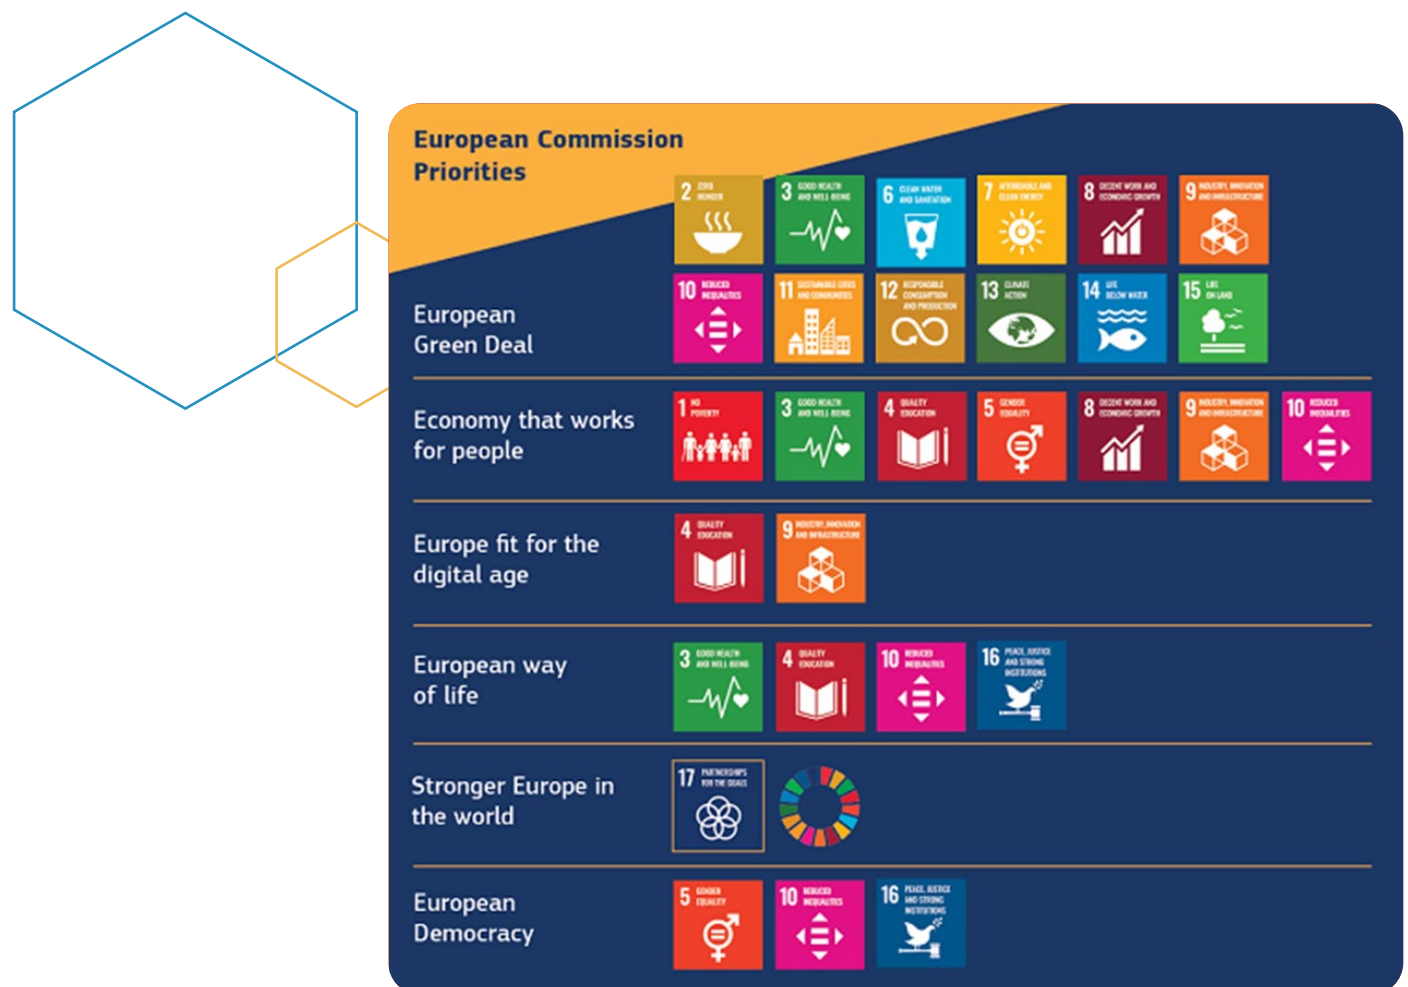 European Commission
Priorities
2 ZERO
HUNGER
3 GOOD HEALTH
AND WELL-BEING
6 CLEAN WATER
AND SANITATION
7 AFFORDABLE AND
CLEAN ENERGY
8 DECENT WORK AND
ECONOMIC GROWTH
9 INDUSTRY, INNOVATION
AND INFRASTRUCTURE
10 REDUCED
INEQUALITIES
11 SUSTAINABLE CITIES
AND COMMUNITIES
12 RESPONSIBLE
CONSUMPTION
AND PRODUCTION
13 CLIMATE
ACTION
14 LIFE
BELOW WATER
15 LIFE
ON LAND
European
Green Deal
Economy that works
for people
1 NO
POVERTY
3 GOOD HEALTH
AND WELL-BEING
4 QUALITY
EDUCATION
5 GENDER
EQUALITY
8 DECENT WORK AND
ECONOMIC GROWTH
9 INDUSTRY, INNOVATION
AND INFRASTRUCTURE
10 REDUCED
INEQUALITIES
Europe fit for the
digital age
4 QUALITY
EDUCATION
9 INDUSTRY, INNOVATION
AND INFRASTRUCTURE
European way
of life
3 GOOD HEALTH
AND WELL-BEING
4 QUALITY
EDUCATION
10 REDUCED
INEQUALITIES
16 PEACE, JUSTICE
AND STRONG
INSTITUTIONS
Stronger Europe in
the world
17 PARTNERSHIPS
FOR THE GOALS
European
Democracy
5 GENDER
EQUALITY
10 REDUCED
INEQUALITIES
16 PEACE, JUSTICE
AND STRONG
INSTITUTIONS